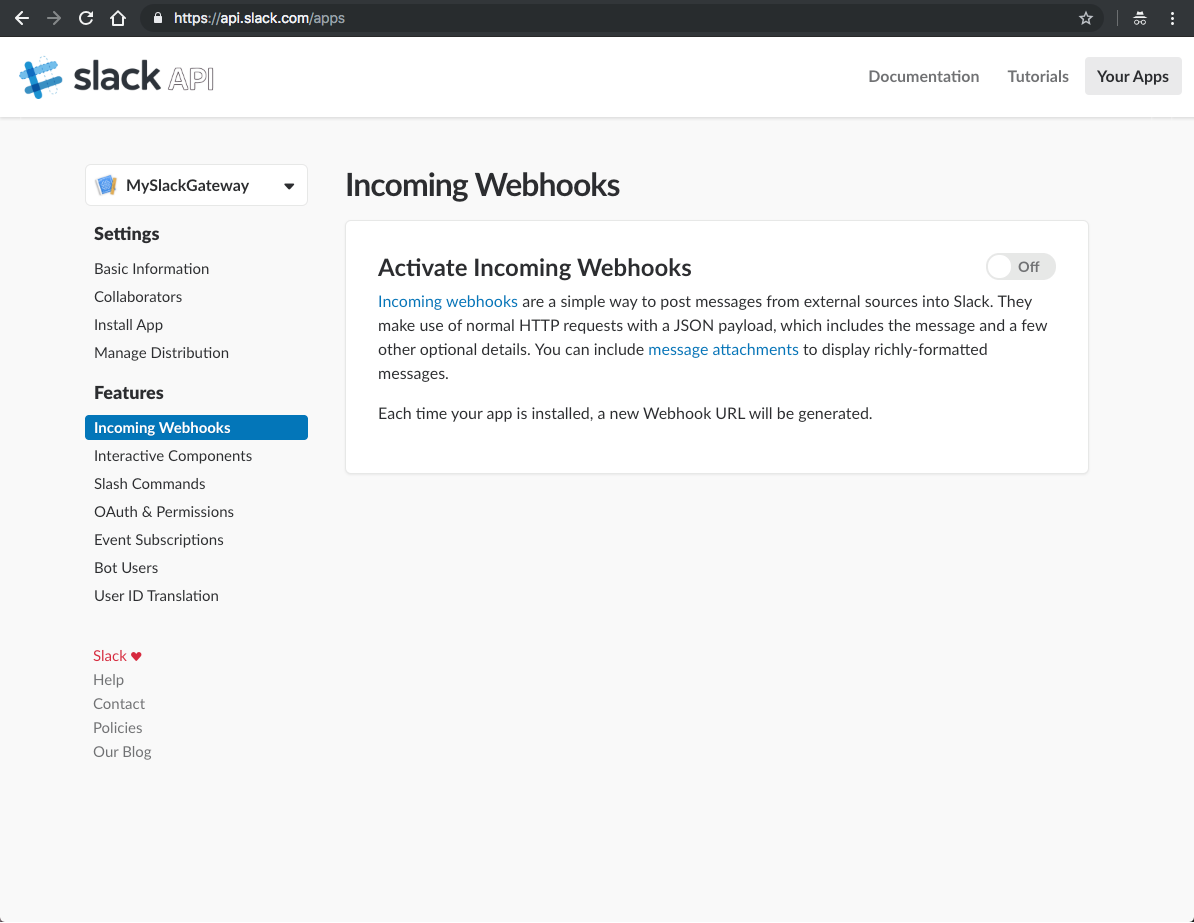 https://api.slack.com/apps
slack API
Documentation
Tutorials
Your Apps
MySlackGateway
Settings
Basic Information
Collaborators
Install App
Manage Distribution
Features
Incoming Webhooks
Interactive Components
Slash Commands
OAuth & Permissions
Event Subscriptions
Bot Users
User ID Translation
Slack ♥
Help
Contact
Policies
Our Blog
Incoming Webhooks
Activate Incoming Webhooks
Off
Incoming webhooks are a simple way to post messages from external sources into Slack. They
make use of normal HTTP requests with a JSON payload, which includes the message and a few
other optional details. You can include message attachments to display richly-formatted
messages.
Each time your app is installed, a new Webhook URL will be generated.